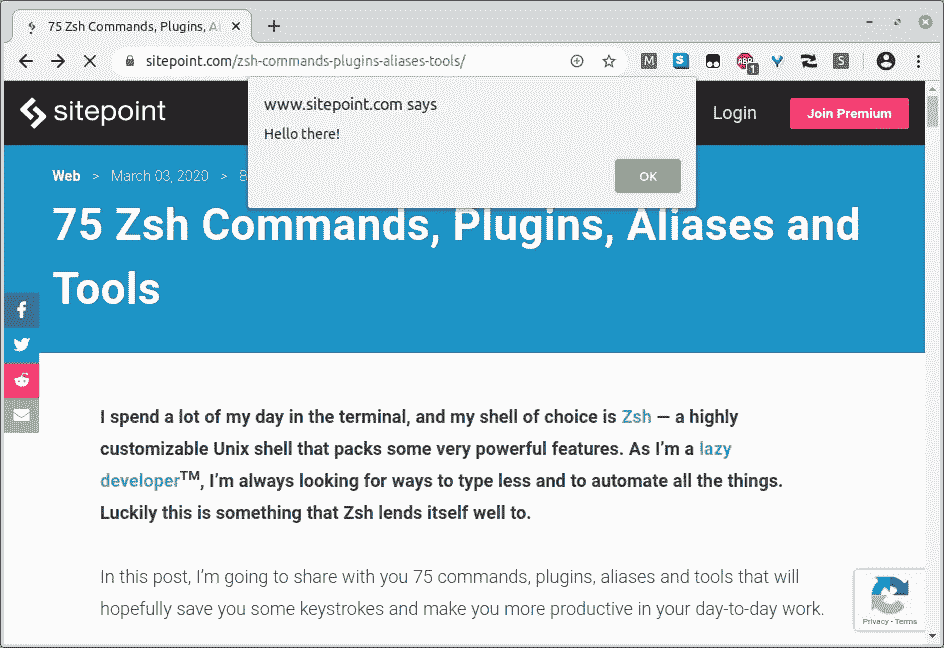 75 Zsh Commands, Plugins, A
sitepoint.com/zsh-commands-plugins-aliases-tools/
M
S
ABP
1
S
sitepoint
www.sitepoint.com says
Hello there!
OK
Login
Join Premium
Web > March 03, 2020 > 8
75 Zsh Commands, Plugins, Aliases and
Tools
I spend a lot of my day in the terminal, and my shell of choice is Zsh — a highly
customizable Unix shell that packs some very powerful features. As I’m a lazy
developer™, I’m always looking for ways to type less and to automate all the things.
Luckily this is something that Zsh lends itself well to.
In this post, I’m going to share with you 75 commands, plugins, aliases and tools that will
hopefully save you some keystrokes and make you more productive in your day-to-day work.
Privacy - Terms